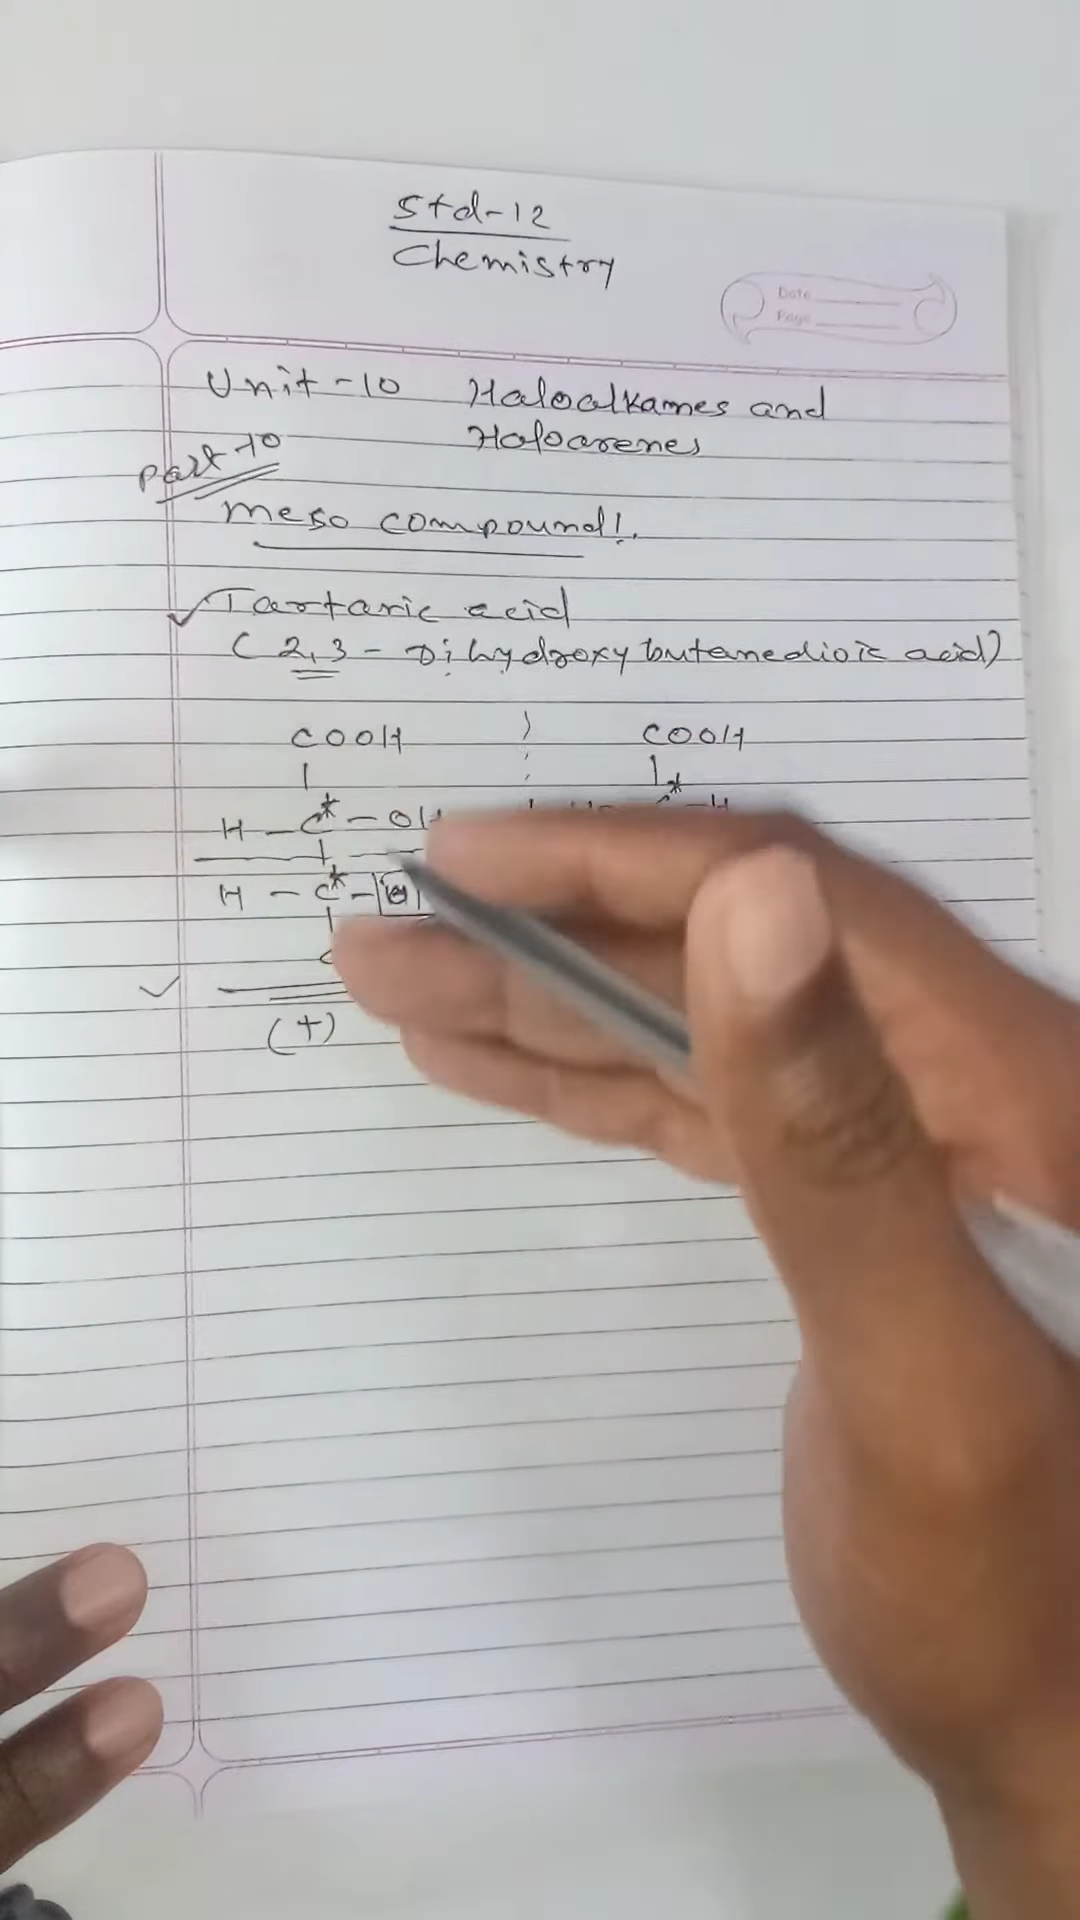 Std-12
Chemistry
Date
Page
Unit-10 Haloalkanes and
Haloarenes
part-10
meso compound!.
Tartaric acid
( 2,3 - Dihydroxy butanedioic acid)
COOH COOH
H - C* - OH * - H
H - C* -
(+)